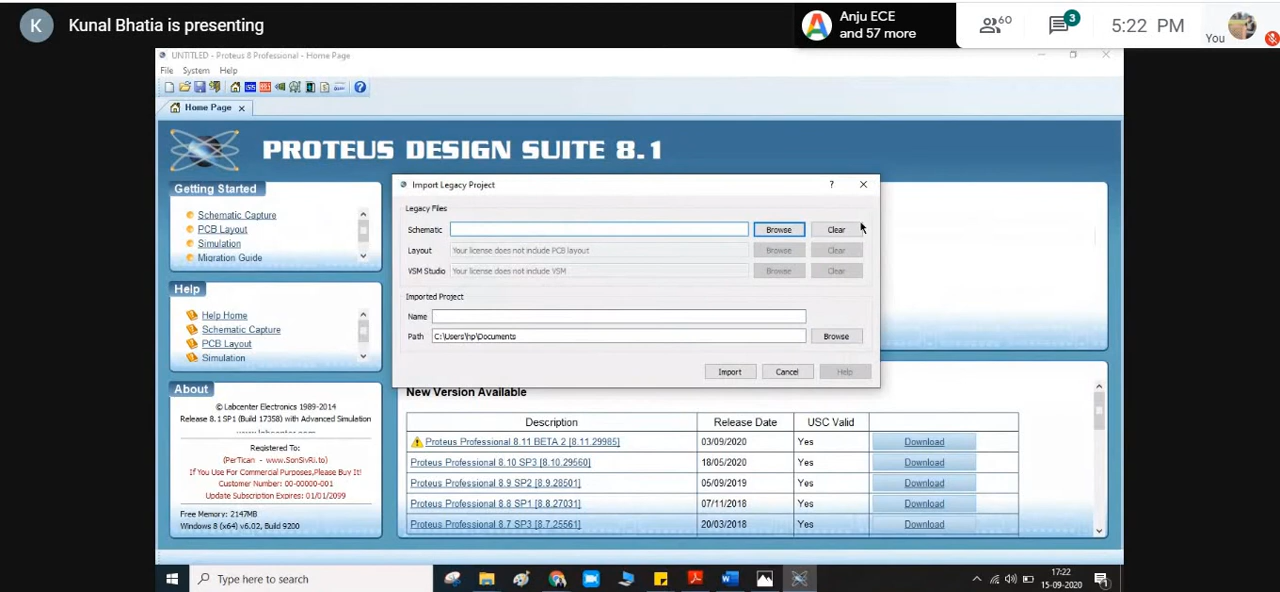 K
Kunal Bhatia is presenting
Anju ECE
and 57 more
60
3
5:22 PM
You
UNTITLED - Proteus 8 Professional - Home Page
File System Help
Home Page
PROTEUS DESIGN SUITE 8.1
Getting Started
Schematic Capture
PCB Layout
Simulation
Migration Guide
Help
Help Home
Schematic Capture
PCB Layout
Simulation
About
© Labcenter Electronics 1989-2014
Release 8.1 SP1 (Build 17358) with Advanced Simulation
www.labcenter.com
Registered To:
(PerTican - www.SonSivRi.to)
If You Use For Commercial Purposes,Please Buy It!
Customer Number: 00-00000-001
Update Subscription Expires: 01/01/2099
Free Memory: 2147MB
Windows 8 (x64) v6.02, Build 9200
Import Legacy Project
?
Legacy Files
Schematic Browse Clear
Layout Your license does not include PCB layout Browse Clear
VSM Studio Your license does not include VSM Browse Clear
Imported Project
Name
Path C:\Users\hp\Documents Browse
Import Cancel Help
New Version Available
Description Release Date USC Valid
Proteus Professional 8.11 BETA 2 [8.11.29985] 03/09/2020 Yes Download
Proteus Professional 8.10 SP3 [8.10.29560] 18/05/2020 Yes Download
Proteus Professional 8.9 SP2 [8.9.28501] 05/09/2019 Yes Download
Proteus Professional 8.8 SP1 [8.8.27031] 07/11/2018 Yes Download
Proteus Professional 8.7 SP3 [8.7.25561] 20/03/2018 Yes Download
Type here to search
17:22
15-09-2020